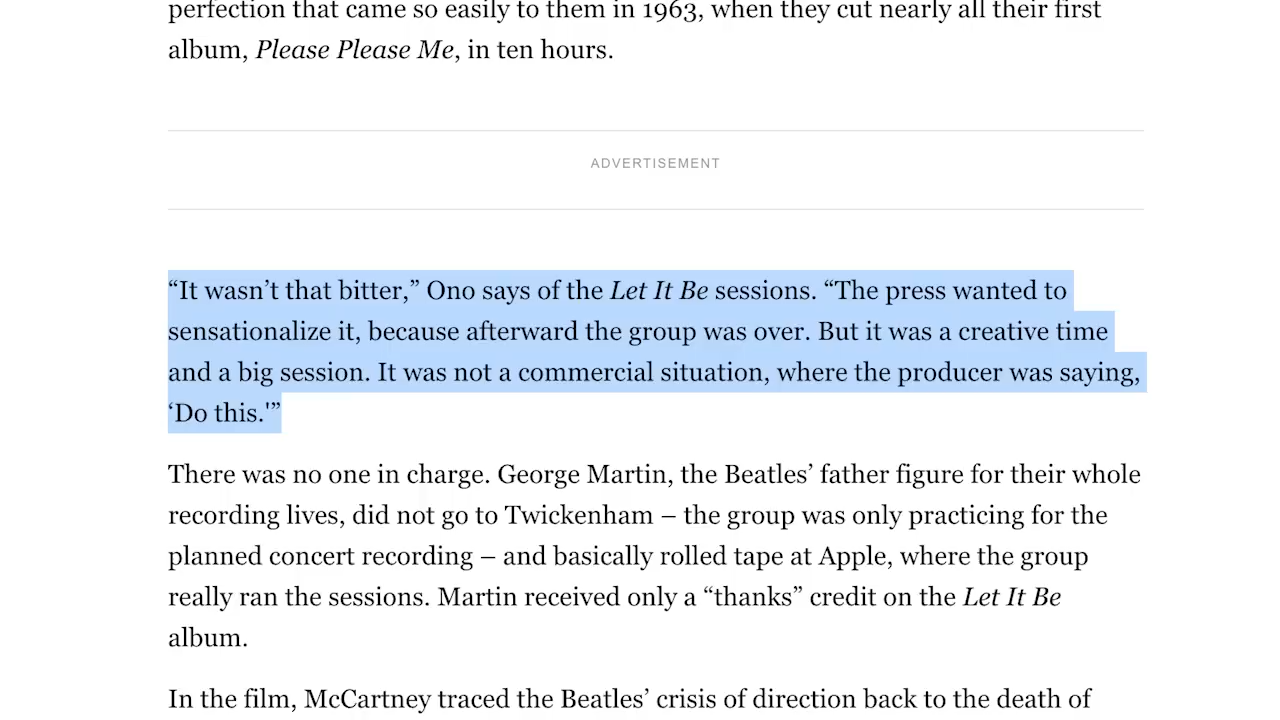 perfection that came so easily to them in 1963, when they cut nearly all their first
album, Please Please Me, in ten hours.
ADVERTISEMENT
“It wasn’t that bitter,” Ono says of the Let It Be sessions. “The press wanted to
sensationalize it, because afterward the group was over. But it was a creative time
and a big session. It was not a commercial situation, where the producer was saying,
‘Do this.'”
There was no one in charge. George Martin, the Beatles’ father figure for their whole
recording lives, did not go to Twickenham – the group was only practicing for the
planned concert recording – and basically rolled tape at Apple, where the group
really ran the sessions. Martin received only a “thanks” credit on the Let It Be
album.
In the film, McCartney traced the Beatles’ crisis of direction back to the death of